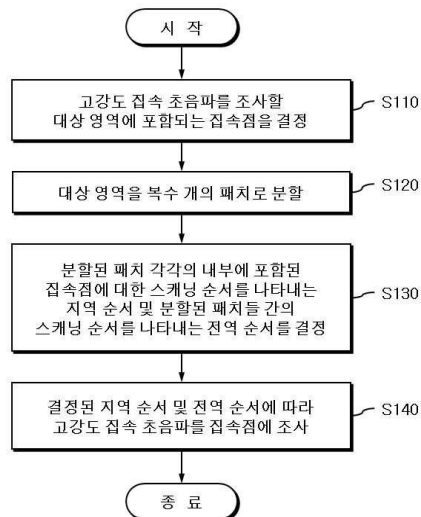 시 작
고강도 집속 초음파를 조사할
대상 영역에 포함되는 집속점을 결정
S110
대상 영역을 복수 개의 패치로 분할
S120
분할된 패치 각각의 내부에 포함된
집속점에 대한 스캐닝 순서를 나타내는
지역 순서 및 분할된 패치들 간의
스캐닝 순서를 나타내는 전역 순서를 결정
S130
결정된 지역 순서 및 전역 순서에 따라
고강도 집속 초음파를 집속점에 조사
S140
종 료